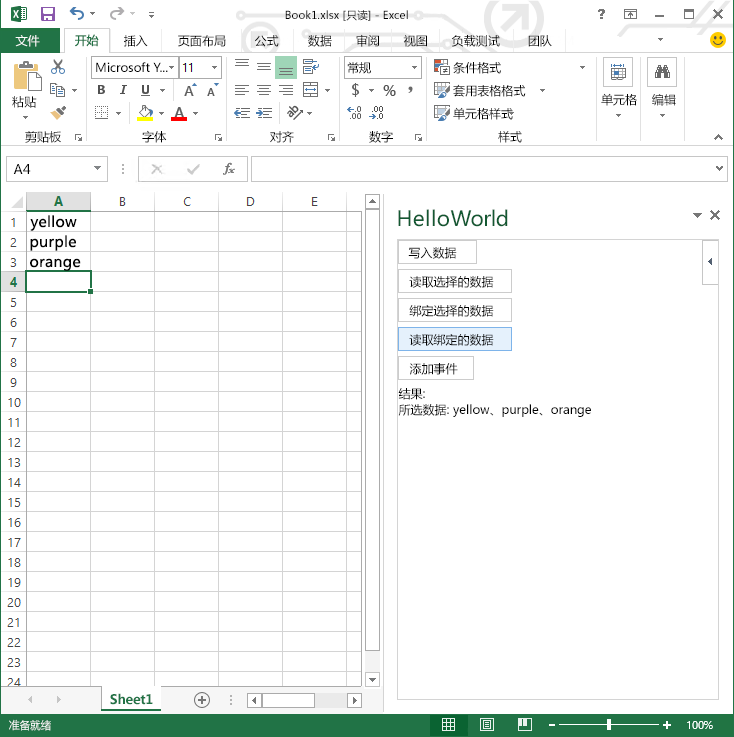 Book1.xlsx [只读] - Excel
文件 开始 插入 页面布局 公式 数据 审阅 视图 负载测试 团队
粘贴
Microsoft Y... 11
B I U
A A
A
常规
$ % ,
条件格式
套用表格格式
单元格样式
单元格
编辑
剪贴板 字体 对齐 数字 样式
A4
fx
A B C D E
1 yellow
2 purple
3 orange
4
5
6
7
8
9
10
11
12
13
14
15
16
17
18
19
20
21
22
23
24
HelloWorld
写入数据
读取选择的数据
绑定选择的数据
读取绑定的数据
添加事件
结果:
所选数据: yellow、purple、orange
Sheet1
准备就绪
100%